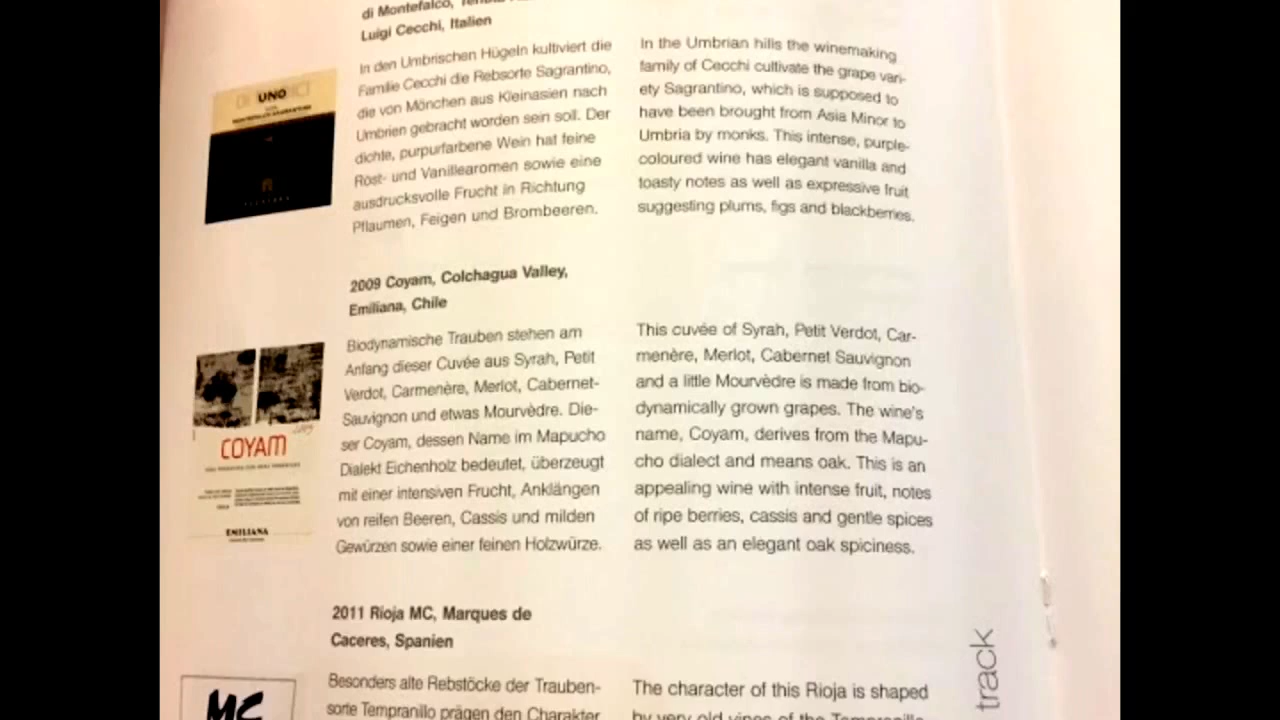 di Montefalco,
Luigi Cecchi, Italien
In den Umbrischen Hügeln kultiviert die
Familie Cecchi die Rebsorte Sagrantino,
die von Mönchen aus Kleinasien nach
Umbrien gebracht worden sein soll. Der
dichte, purpurfarbene Wein hat feine
Röst- und Vanillearomen sowie eine
ausdrucksvolle Frucht in Richtung
Pflaumen, Feigen und Brombeeren.
In the Umbrian hills the winemaking
family of Cecchi cultivate the grape vari-
ety Sagrantino, which is supposed to
have been brought from Asia Minor to
Umbria by monks. This intense, purple-
coloured wine has elegant vanilla and
toasty notes as well as expressive fruit
suggesting plums, figs and blackberries.
UNO
2009 Coyam, Colchagua Valley,
Emiliana, Chile
Biodynamische Trauben stehen am
Anfang dieser Cuvée aus Syrah, Petit
Verdot, Carmenère, Merlot, Cabernet-
Sauvignon und etwas Mourvèdre. Die-
ser Coyam, dessen Name im Mapucho
Dialekt Eichenholz bedeutet, überzeugt
mit einer intensiven Frucht, Anklängen
von reifen Beeren, Cassis und milden
Gewürzen sowie einer feinen Holzwürze.
This cuvée of Syrah, Petit Verdot, Car-
menère, Merlot, Cabernet Sauvignon
and a little Mourvèdre is made from bio-
dynamically grown grapes. The wine's
name, Coyam, derives from the Mapu-
cho dialect and means oak. This is an
appealing wine with intense fruit, notes
of ripe berries, cassis and gentle spices
as well as an elegant oak spiciness.
COYAM
EMILIANA
2011 Rioja MC, Marques de
Caceres, Spanien
Besonders alte Rebstöcke der Trauben-
sorte Tempranillo prägen den Charakter
The character of this Rioja is shaped
by very old vines of the Tempranillo
MC
track